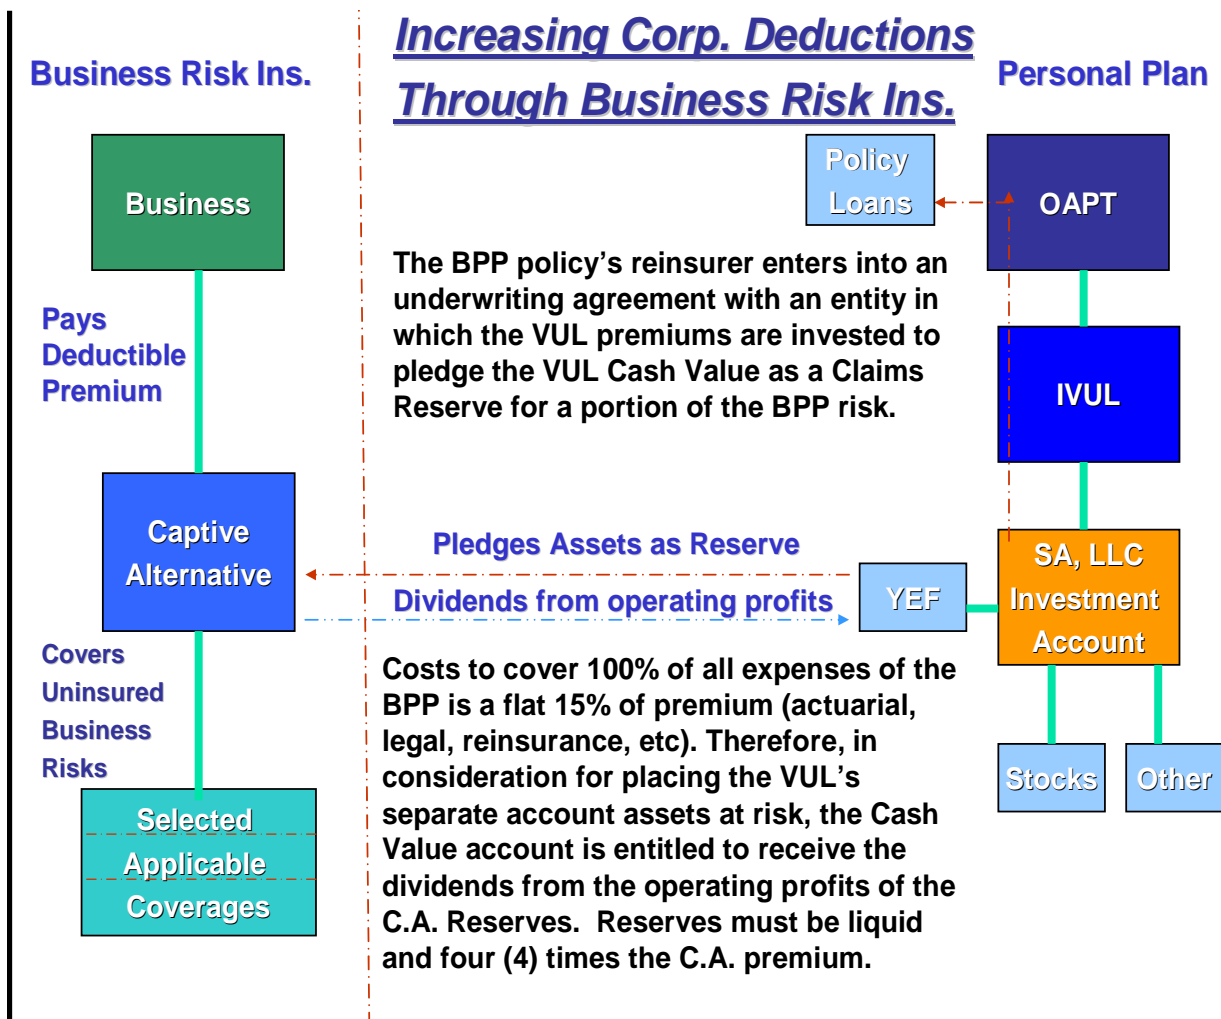 Increasing Corp. Deductions
Through Business Risk Ins.
Business Risk Ins.
Personal Plan
Business
Pays
Deductible
Premium
Captive
Alternative
Covers
Uninsured
Business
Risks
Selected
Applicable
Coverages
Policy
Loans
OAPT
The BPP policy’s reinsurer enters into an
underwriting agreement with an entity in
which the VUL premiums are invested to
pledge the VUL Cash Value as a Claims
Reserve for a portion of the BPP risk.
IVUL
Pledges Assets as Reserve
Dividends from operating profits
YEF
SA, LLC
Investment
Account
Costs to cover 100% of all expenses of the
BPP is a flat 15% of premium (actuarial,
legal, reinsurance, etc). Therefore, in
consideration for placing the VUL’s
separate account assets at risk, the Cash
Value account is entitled to receive the
dividends from the operating profits of the
C.A. Reserves.  Reserves must be liquid
and four (4) times the C.A. premium.
Stocks
Other